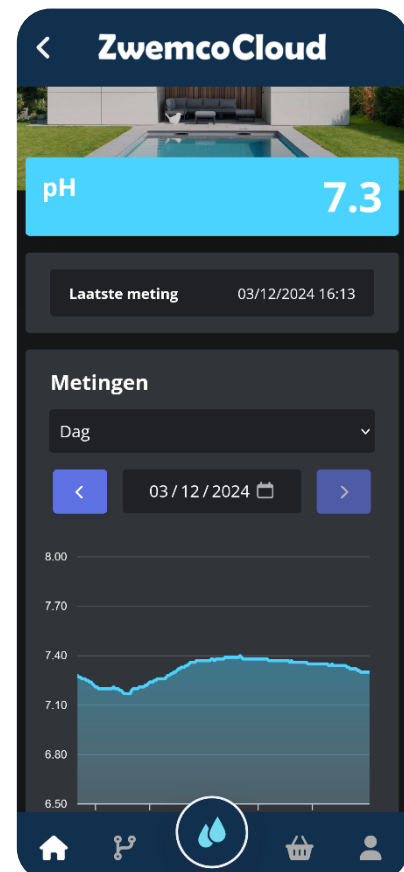 ZwemcoCloud
pH 7.3
Laatste meting 03/12/2024 16:13
Metingen
Dag
03/12/2024
8.00
7.70
7.40
7.10
6.80
6.50